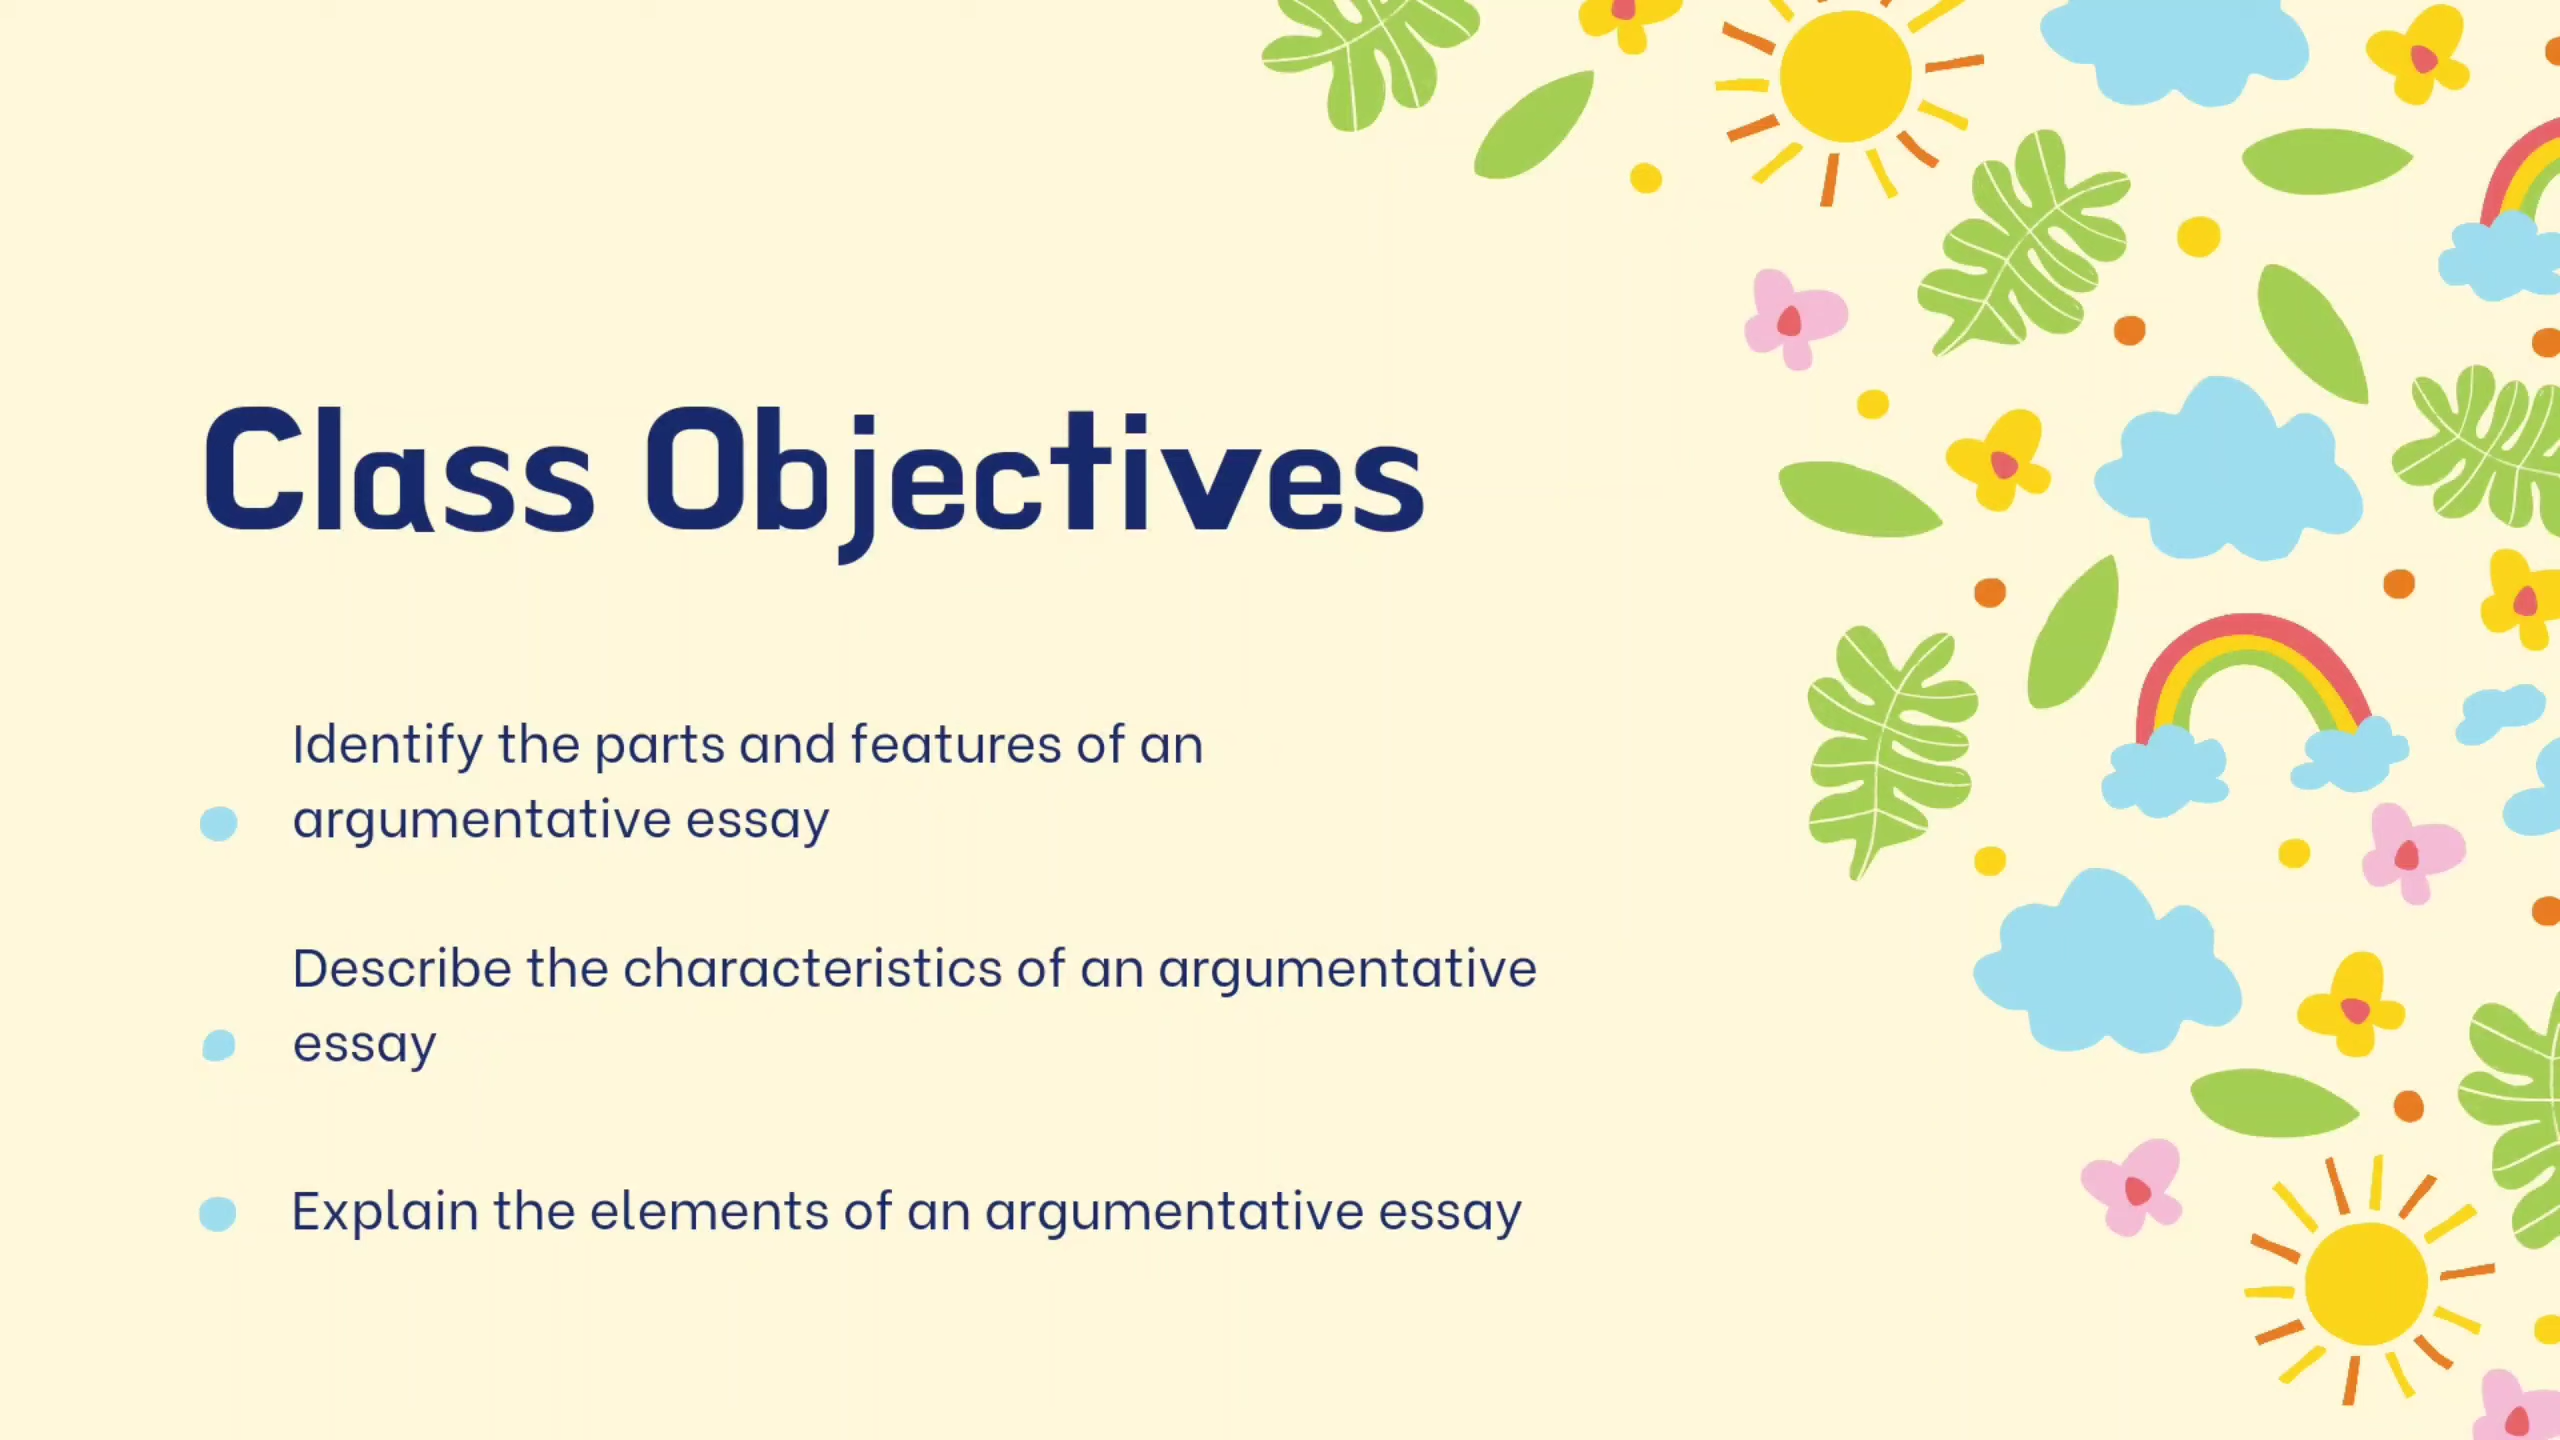 Class Objectives
Identify the parts and features of an
argumentative essay
Describe the characteristics of an argumentative
essay
Explain the elements of an argumentative essay